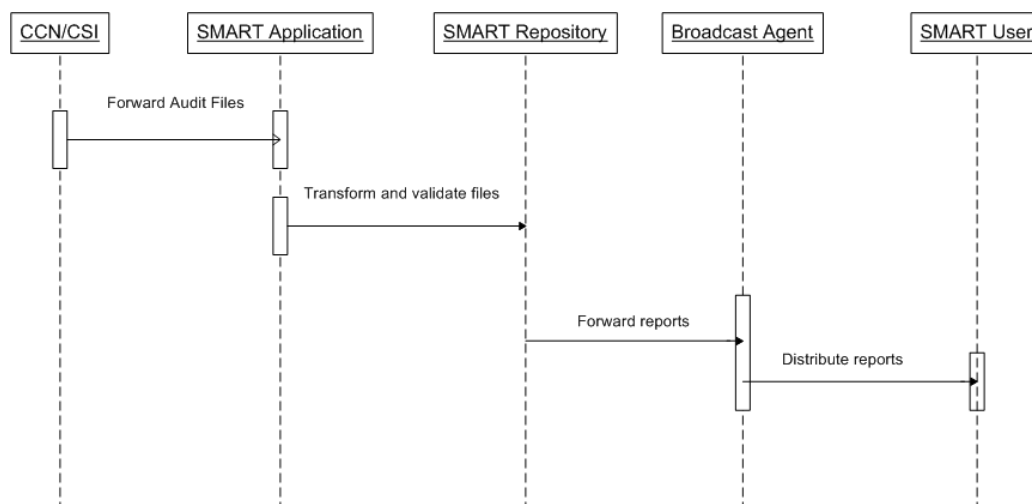 CCN/CSI
SMART Application
SMART Repository
Broadcast Agent
SMART User
Forward Audit Files
Transform and validate files
Forward reports
Distribute reports